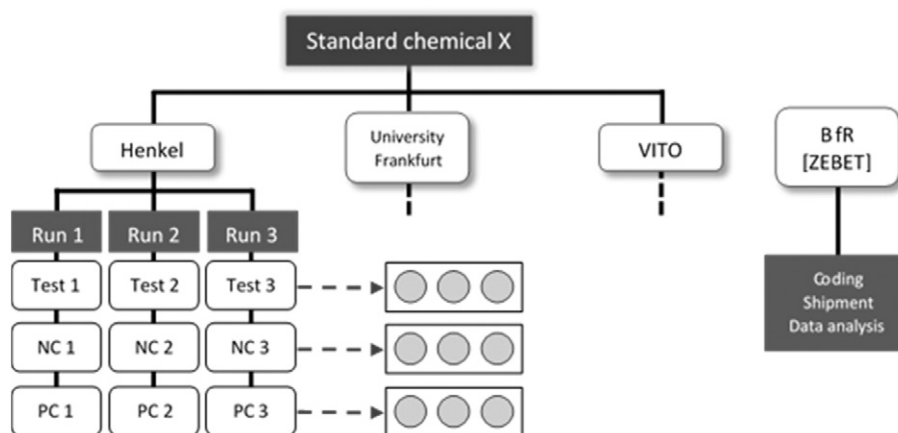 Standard chemical X
Henkel
University
Frankfurt
VITO
BfR
[ZEBET]
Run 1
Run 2
Run 3
Test 1
Test 2
Test 3
Coding
Shipment
Data analysis
NC 1
NC 2
NC 3
PC 1
PC 2
PC 3